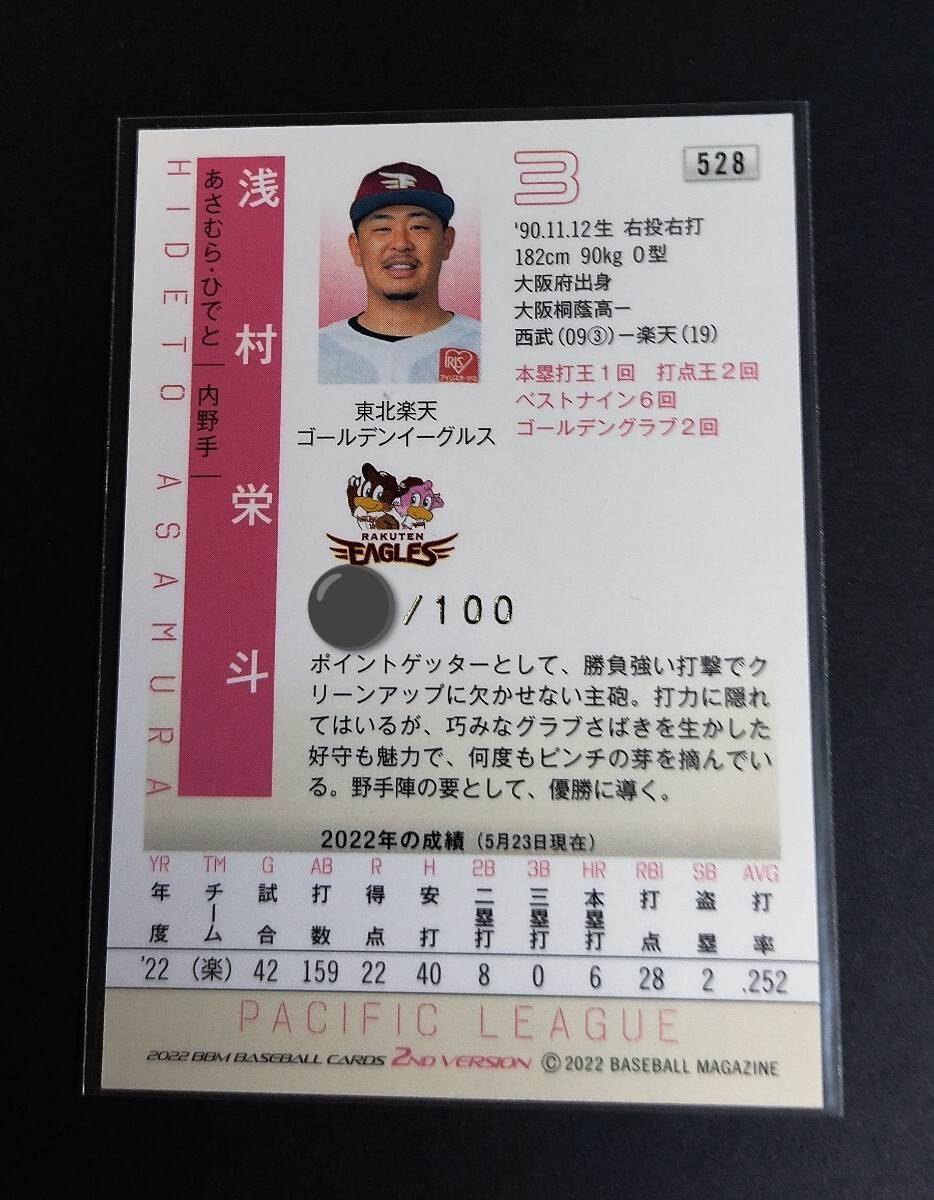 HIDETO ASAMURA
浅村栄斗
あさむら・ひでと｜内野手｜
IRIS
アイリスオーヤマ
東北楽天
ゴールデンイーグルス
RAKUTEN
EAGLES
3
528
'90.11.12生 右投右打
182cm 90kg O型
大阪府出身
大阪桐蔭高ー
西武(09③)ー楽天(19)
本塁打王1回 打点王2回
ベストナイン6回
ゴールデングラブ2回
/100
ポイントゲッターとして、勝負強い打撃でク
リーンアップに欠かせない主砲。打力に隠れ
てはいるが、巧みなグラブさばきを生かした
好守も魅力で、何度もピンチの芽を摘んでい
る。野手陣の要として、優勝に導く。
2022年の成績(5月23日現在)
YR TM G AB R H 2B 3B HR RBI SB AVG
年度 チーム 試合 打数 得点 安打 二塁打 三塁打 本塁打 打点 盗塁 打率
'22 (楽) 42 159 22 40 8 0 6 28 2 .252
PACIFIC LEAGUE
2022 BBM BASEBALL CARDS 2ND VERSION ©2022 BASEBALL MAGAZINE